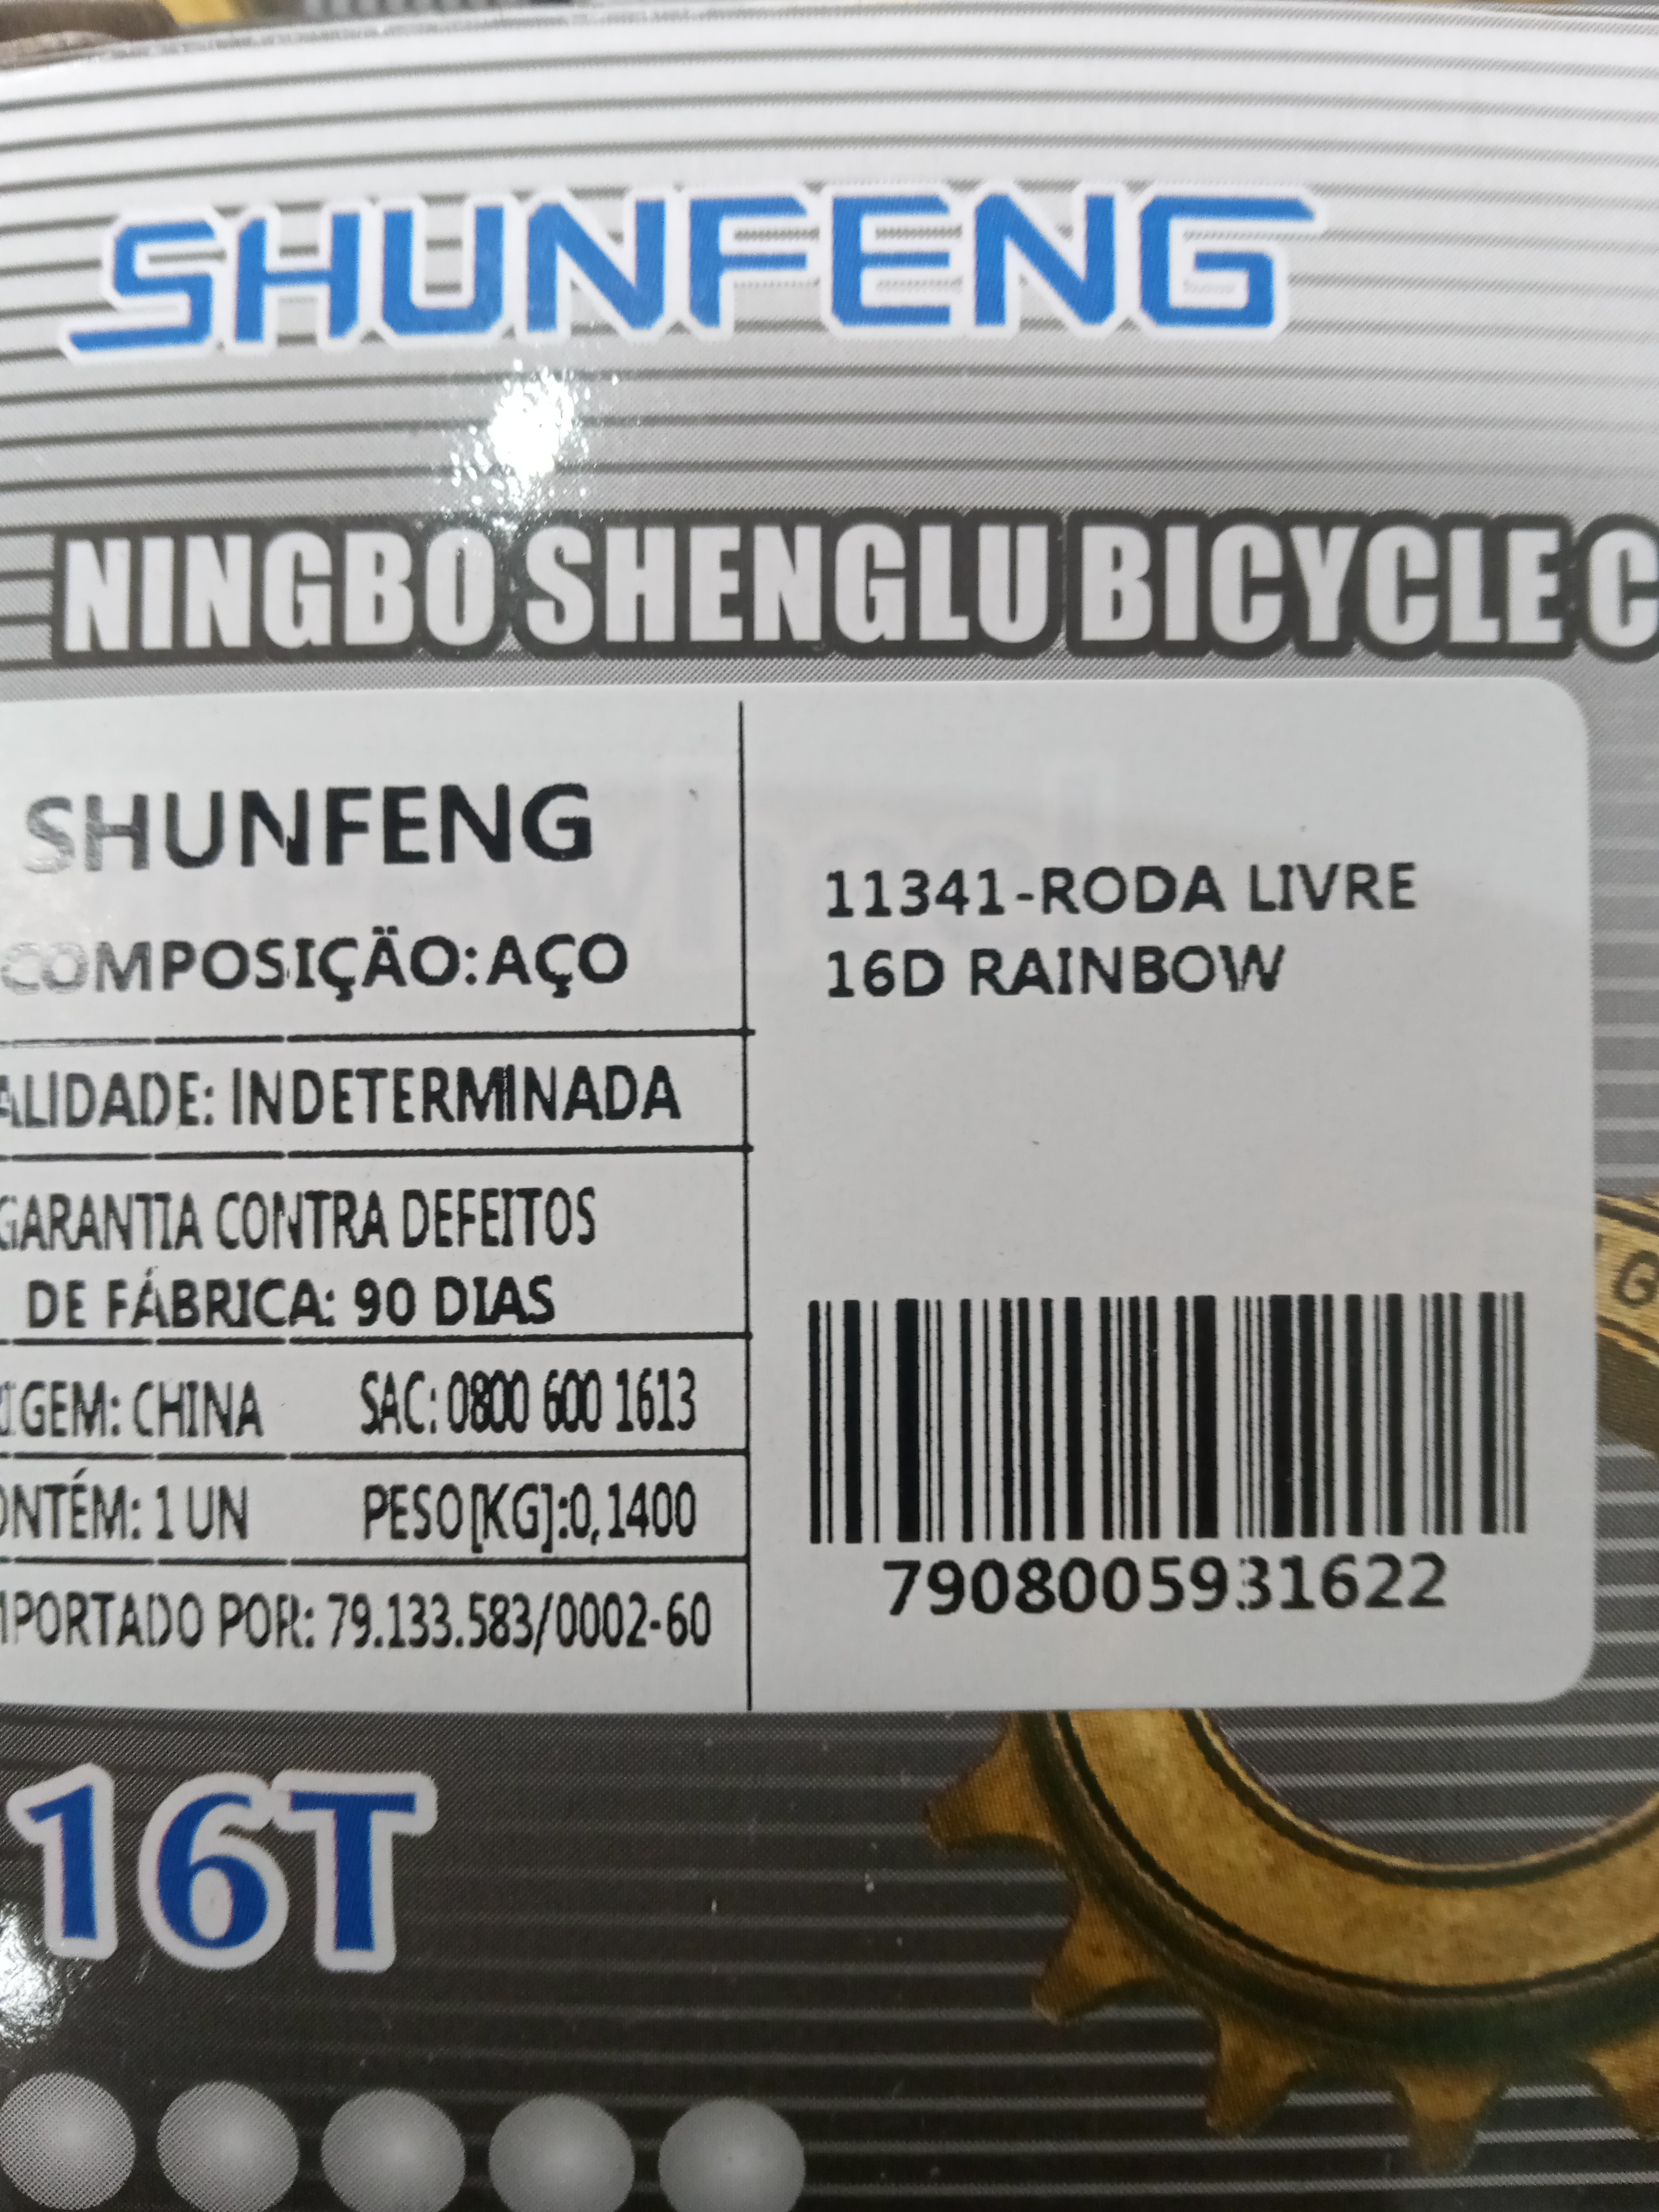 SHUNFENG
NINGBO SHENGLU BICYCLE C
SHUNFENG
COMPOSIÇÃO:AÇO
ALIDADE: INDETERMINADA
GARANTIA CONTRA DEFEITOS
DE FÁBRICA: 90 DIAS
IGEM: CHINA SAC: 0800 600 1613
ONTÉM: 1 UN PESO[KG]:0,1400
MPORTADO POR: 79.133.583/0002-60
11341-RODA LIVRE
16D RAINBOW
7908005931622
G
16T